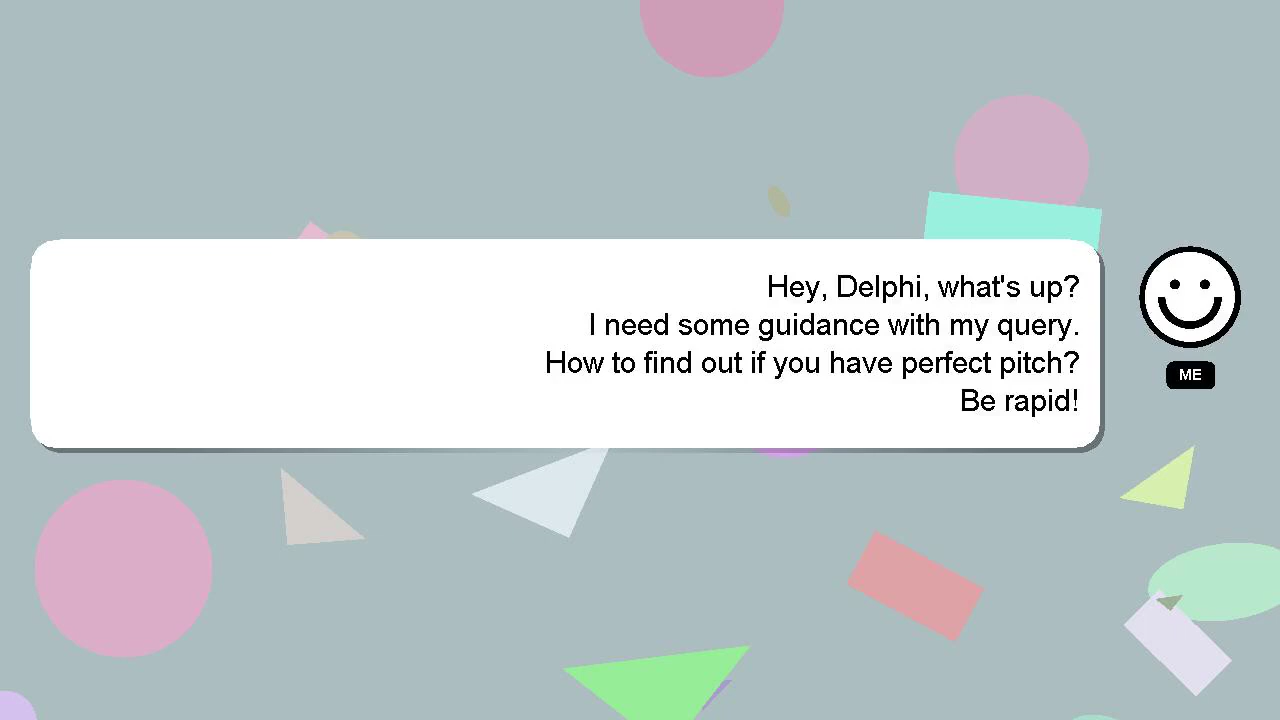 Hey, Delphi, what's up?
I need some guidance with my query.
How to find out if you have perfect pitch?
Be rapid!
ME